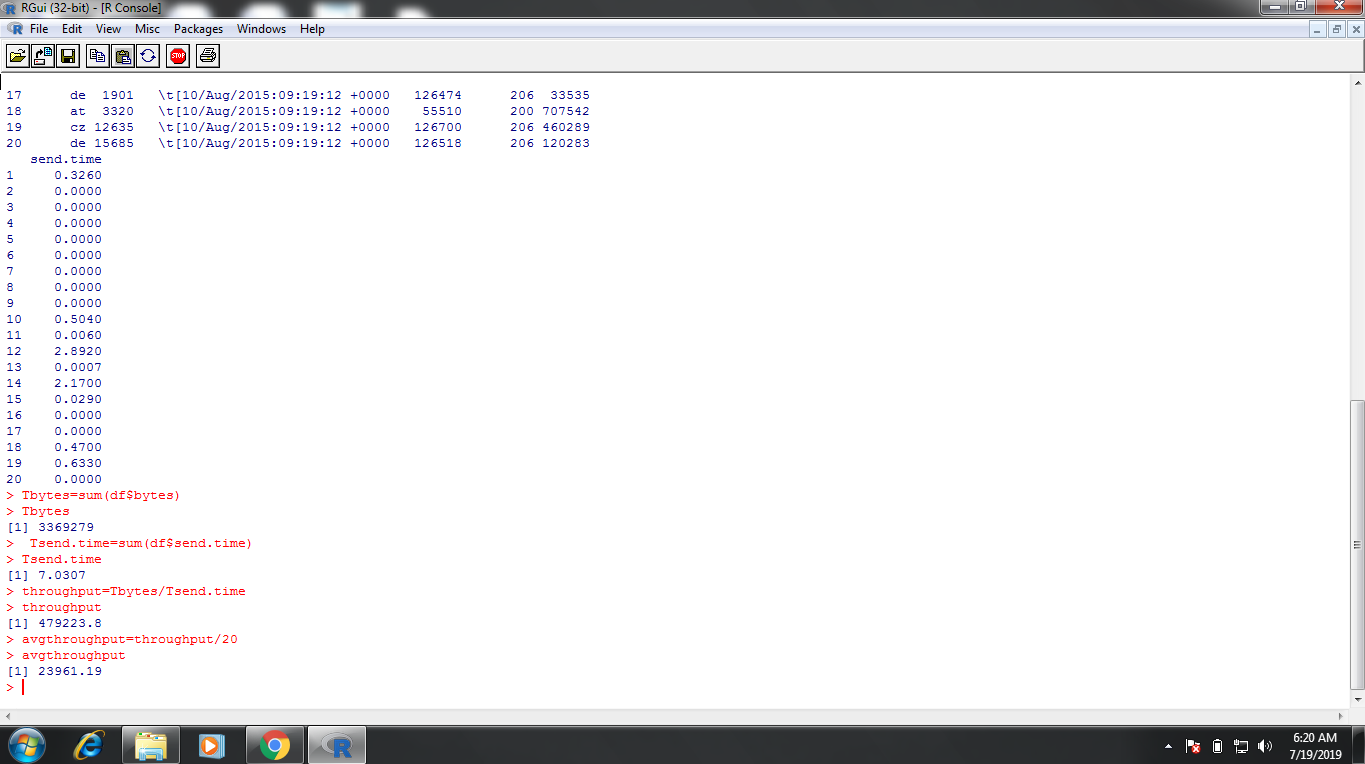 RGui (32-bit) - [R Console]
File Edit View Misc Packages Windows Help
STOP
17 de 1901 \t[10/Aug/2015:09:19:12 +0000 126474 206 33535
18 at 3320 \t[10/Aug/2015:09:19:12 +0000 55510 200 707542
19 cz 12635 \t[10/Aug/2015:09:19:12 +0000 126700 206 460289
20 de 15685 \t[10/Aug/2015:09:19:12 +0000 126518 206 120283
send.time
1 0.3260
2 0.0000
3 0.0000
4 0.0000
5 0.0000
6 0.0000
7 0.0000
8 0.0000
9 0.0000
10 0.5040
11 0.0060
12 2.8920
13 0.0007
14 2.1700
15 0.0290
16 0.0000
17 0.0000
18 0.4700
19 0.6330
20 0.0000
> Tbytes=sum(df$bytes)
> Tbytes
[1] 3369279
>  Tsend.time=sum(df$send.time)
> Tsend.time
[1] 7.0307
> throughput=Tbytes/Tsend.time
> throughput
[1] 479223.8
> avgthroughput=throughput/20
> avgthroughput
[1] 23961.19
>
6:20 AM
7/19/2019